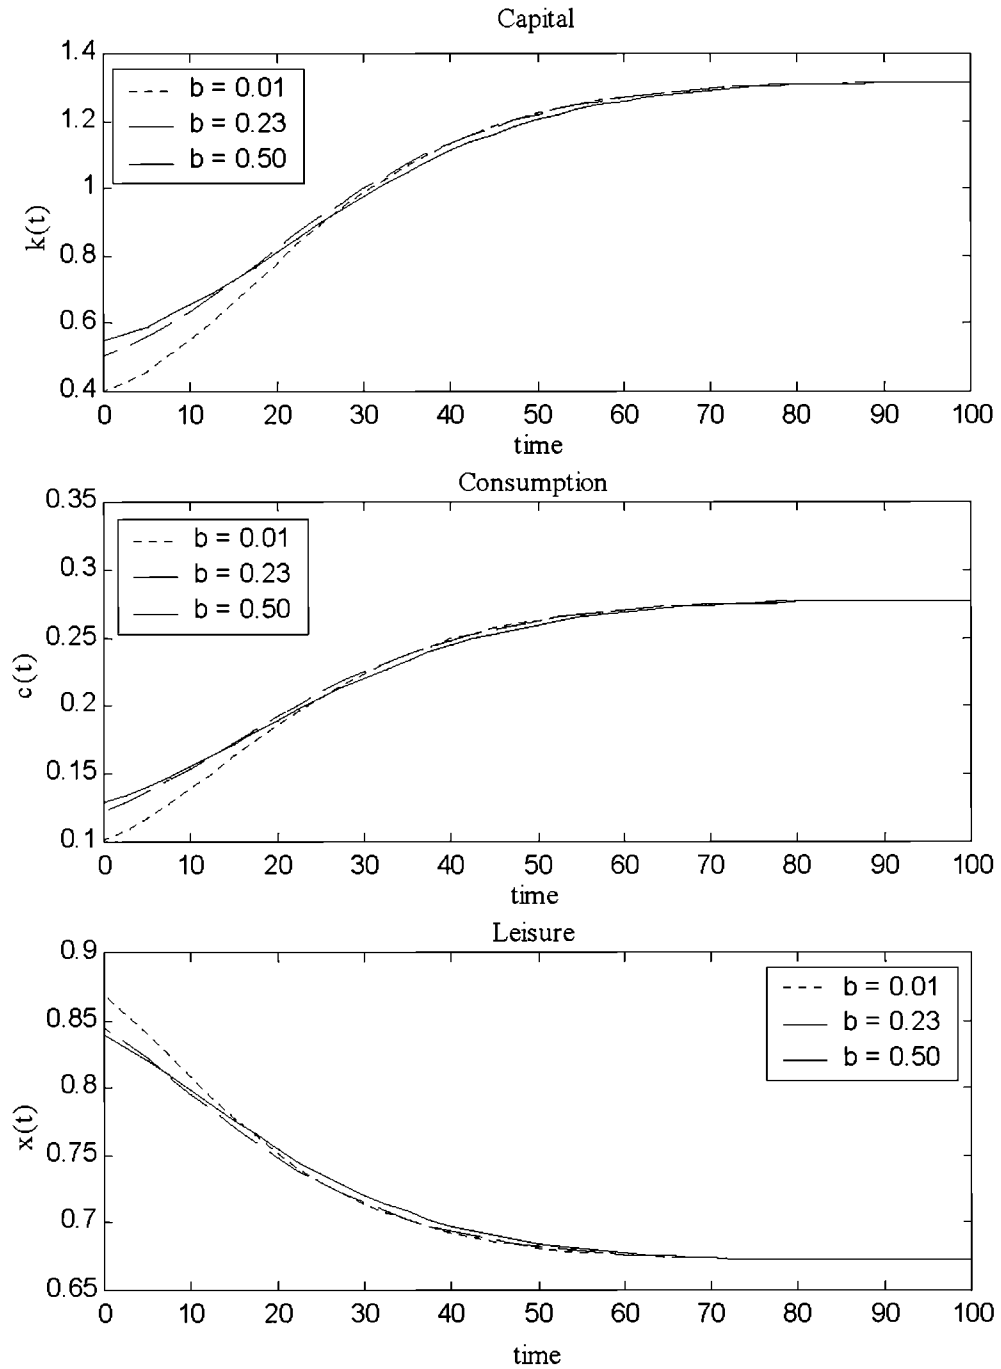 Capital
1.4
1.2
1
0.8
0.6
0.4
k(t)
b = 0.01
b = 0.23
b = 0.50
0 10 20 30 40 50 60 70 80 90 100
time
Consumption
0.35
0.3
0.25
0.2
0.15
0.1
c(t)
b = 0.01
b = 0.23
b = 0.50
0 10 20 30 40 50 60 70 80 90 100
time
Leisure
0.9
0.85
0.8
0.75
0.7
0.65
x(t)
b = 0.01
b = 0.23
b = 0.50
0 10 20 30 40 50 60 70 80 90 100
time